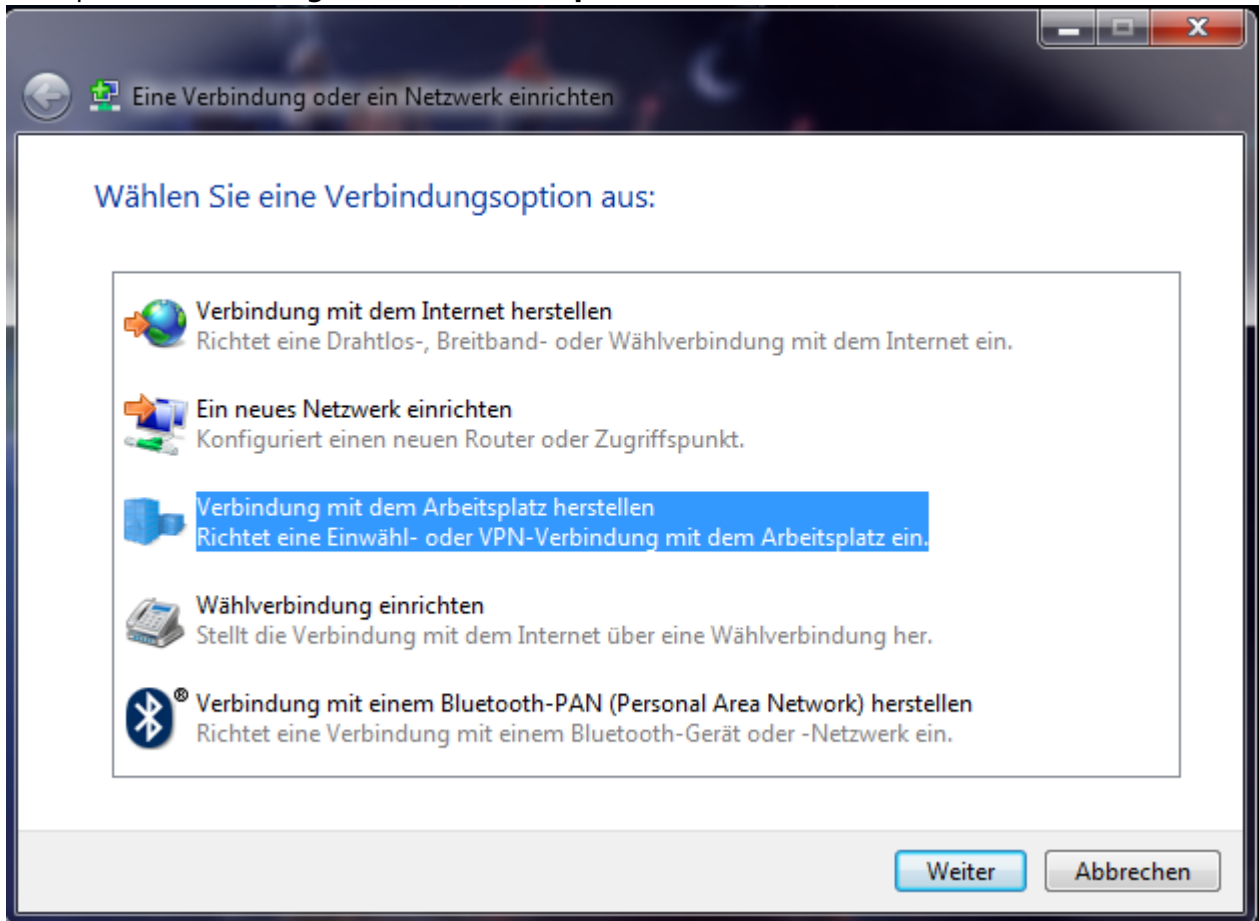 Eine Verbindung oder ein Netzwerk einrichten
Wählen Sie eine Verbindungsoption aus:
Verbindung mit dem Internet herstellen
Richtet eine Drahtlos-, Breitband- oder Wählverbindung mit dem Internet ein.
Ein neues Netzwerk einrichten
Konfiguriert einen neuen Router oder Zugriffspunkt.
Verbindung mit dem Arbeitsplatz herstellen
Richtet eine Einwähl- oder VPN-Verbindung mit dem Arbeitsplatz ein.
Wählverbindung einrichten
Stellt die Verbindung mit dem Internet über eine Wählverbindung her.
®
Verbindung mit einem Bluetooth-PAN (Personal Area Network) herstellen
Richtet eine Verbindung mit einem Bluetooth-Gerät oder -Netzwerk ein.
Weiter Abbrechen